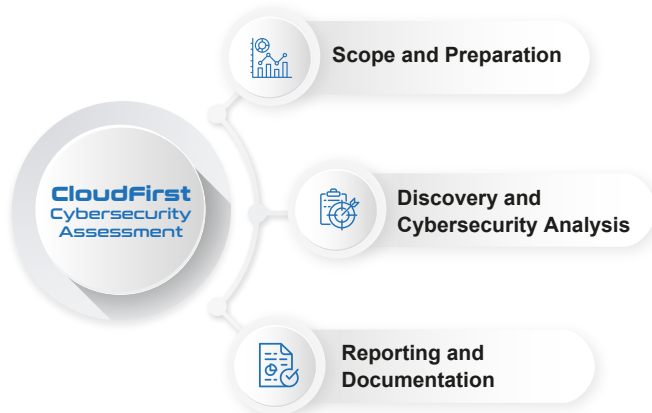 CloudFirst
Cybersecurity
Assessment
Scope and Preparation
Discovery and
Cybersecurity Analysis
Reporting and
Documentation